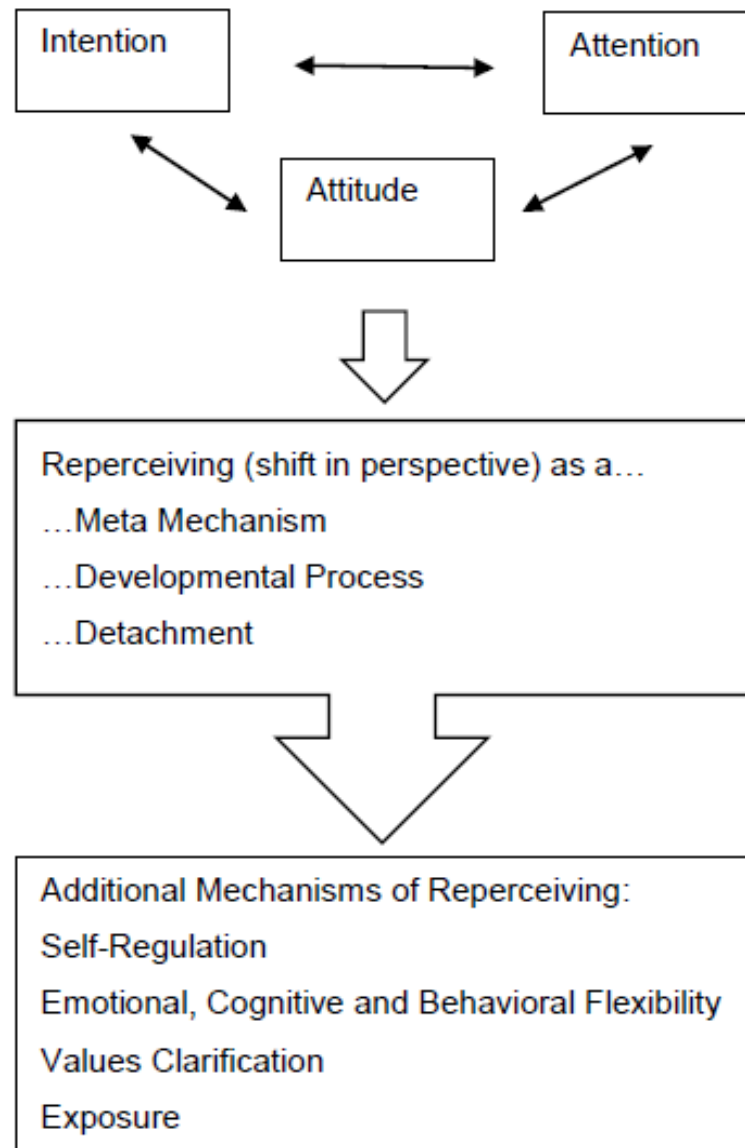 Intention
Attention
Attitude
Reperceiving (shift in perspective) as a…
…Meta Mechanism
…Developmental Process
…Detachment
Additional Mechanisms of Reperceiving:
Self-Regulation
Emotional, Cognitive and Behavioral Flexibility
Values Clarification
Exposure